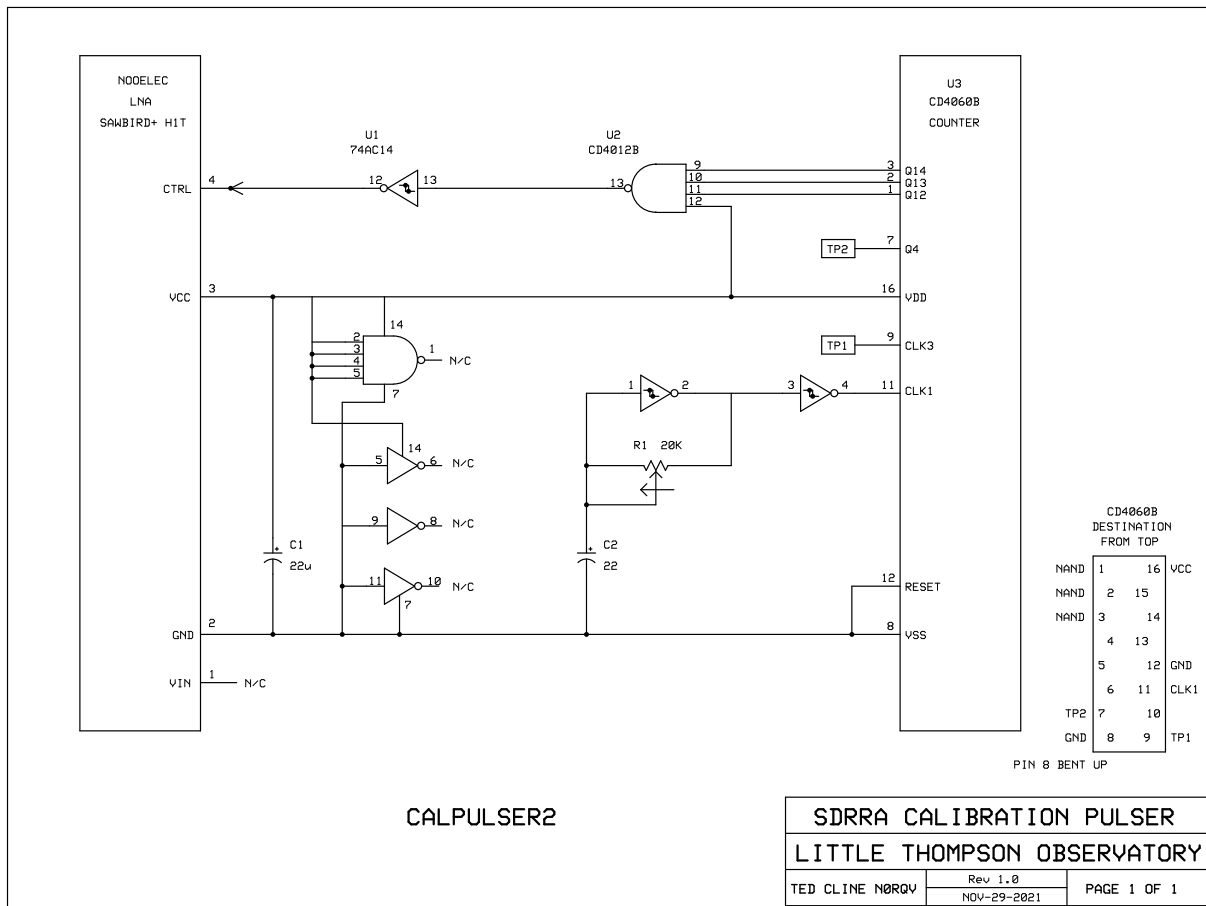 NOOELEC
LNA
SAWBIRD+ H1T
CTRL
4
VCC
3
GND
2
VIN
1
N/C
U1
74AC14
12
13
U2
CD4012B
13
9
10
11
12
U3
CD4060B
COUNTER
3 Q14
2 Q13
1 Q12
TP2
7 Q4
16 VDD
TP1
9 CLK3
11 CLK1
12 RESET
8 VSS
14
2
3
4
5
1
N/C
7
14
5
6
N/C
9
8
N/C
11
10
N/C
7
C1
+
22u
1
2
3
4
R1 20K
C2
+
22
CD4060B
DESTINATION
FROM TOP
NAND 1 16 VCC
NAND 2 15
NAND 3 14
4 13
5 12 GND
6 11 CLK1
TP2 7 10
GND 8 9 TP1
PIN 8 BENT UP
CALPULSER2
SDRRA CALIBRATION PULSER
LITTLE THOMPSON OBSERVATORY
TED CLINE N0RQV
Rev 1.0
NOV-29-2021
PAGE 1 OF 1